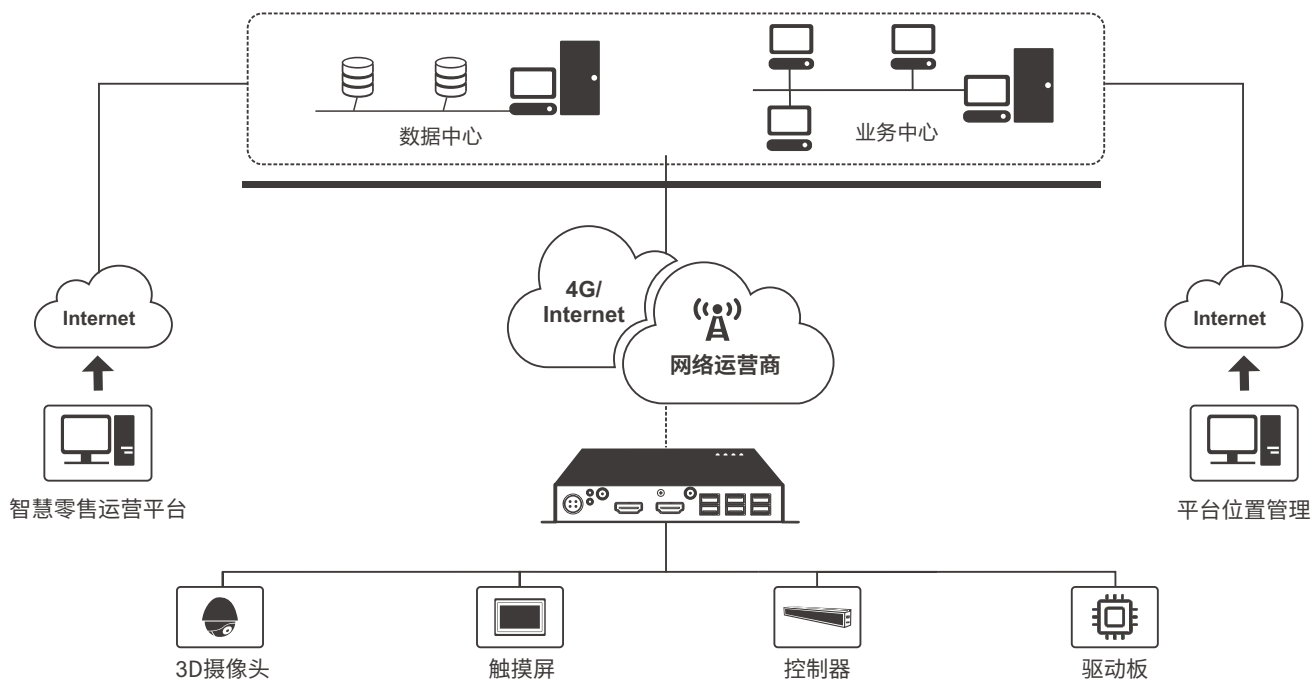 数据中心
业务中心
4G/
Internet
网络运营商
Internet
Internet
智慧零售运营平台
平台位置管理
3D摄像头
触摸屏
控制器
驱动板